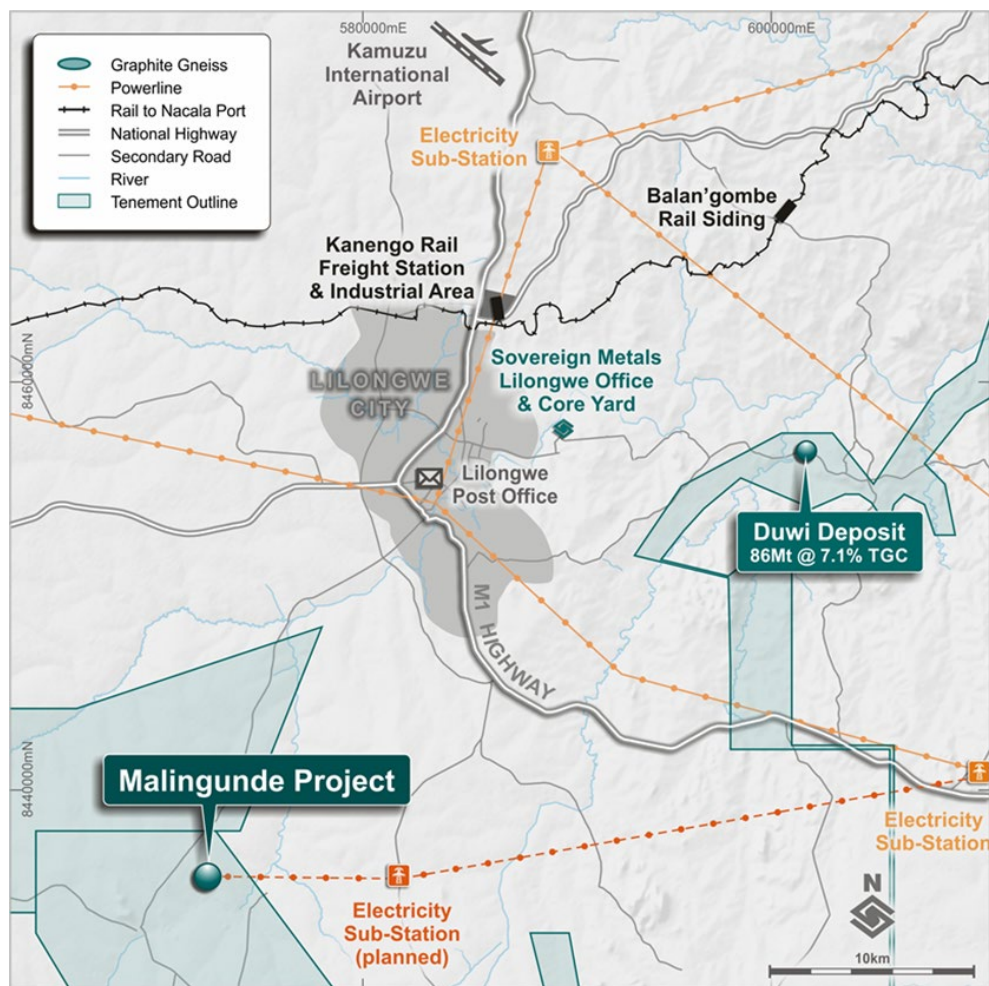 580000mE
600000mE
Graphite Gneiss
Powerline
Rail to Nacala Port
National Highway
Secondary Road
River
Tenement Outline
Kamuzu
International
Airport
Electricity
Sub-Station
Balan'gombe
Rail Siding
Kanengo Rail
Freight Station
& Industrial Area
8460000mN
LILONGWE
CITY
Sovereign Metals
Lilongwe Office
& Core Yard
Lilongwe
Post Office
Duwi Deposit
86Mt @ 7.1% TGC
M1 HIGHWAY
8440000mN
Malingunde Project
Electricity
Sub-Station
Electricity
Sub-Station
(planned)
N
10km